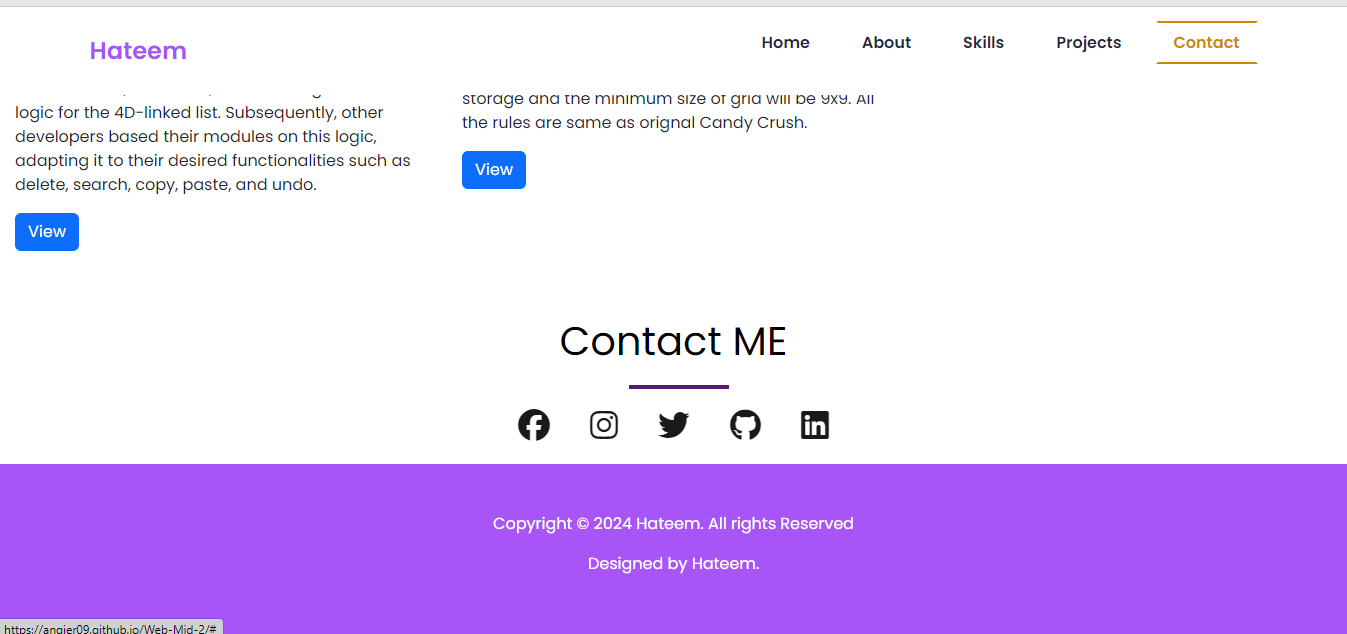 Hateem
Home
About
Skills
Projects
Contact
logic for the 4D-linked list. Subsequently, other
developers based their modules on this logic,
adapting it to their desired functionalities such as
delete, search, copy, paste, and undo.
View
storage and the minimum size of grid will be 9x9. All
the rules are same as orignal Candy Crush.
View
Contact ME
Copyright © 2024 Hateem. All rights Reserved
Designed by Hateem.
https://angier09.github.io/Web-Mid-2/#